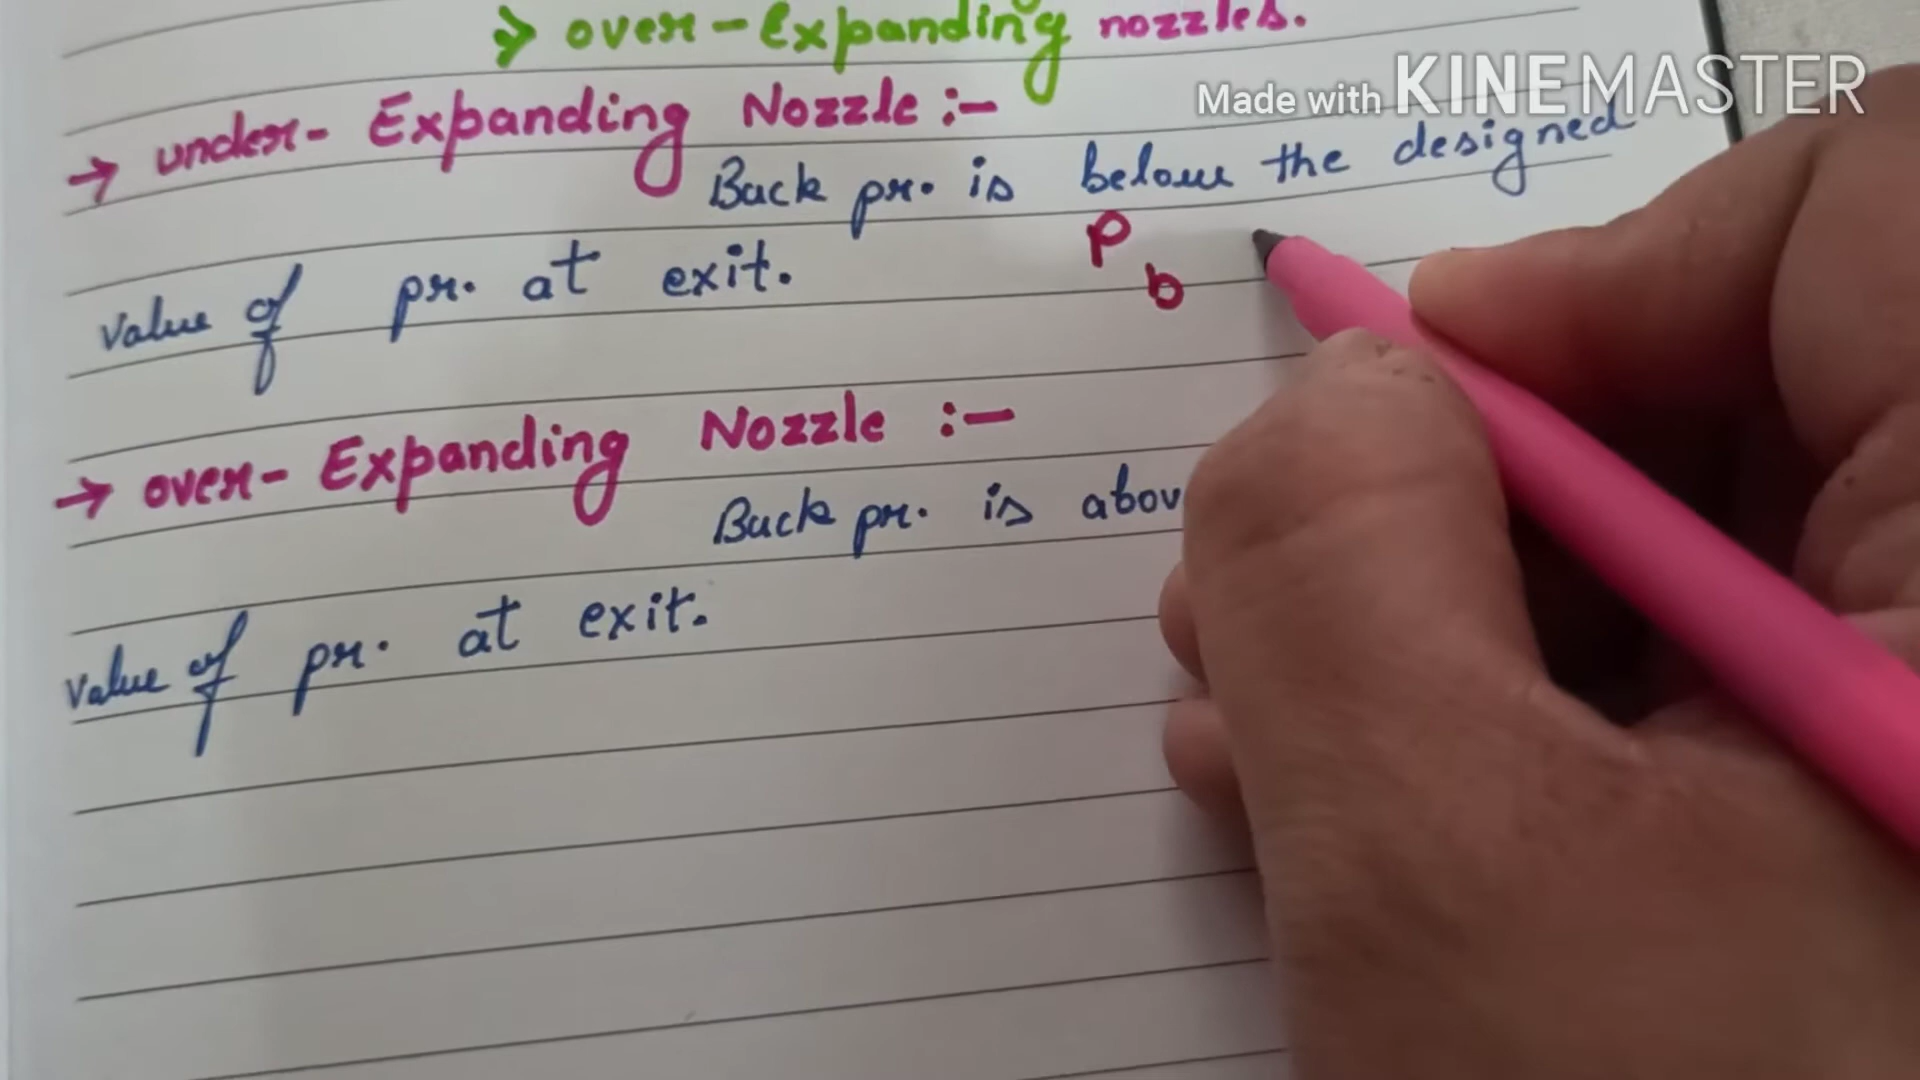 → over-Expanding nozzles.
Made with KINEMASTER
→ under-Expanding Nozzle :-
Back pr. is below the designed
value of pr. at exit.
P
b
→ over-Expanding Nozzle :-
Back pr. is abov
value of pr. at exit.